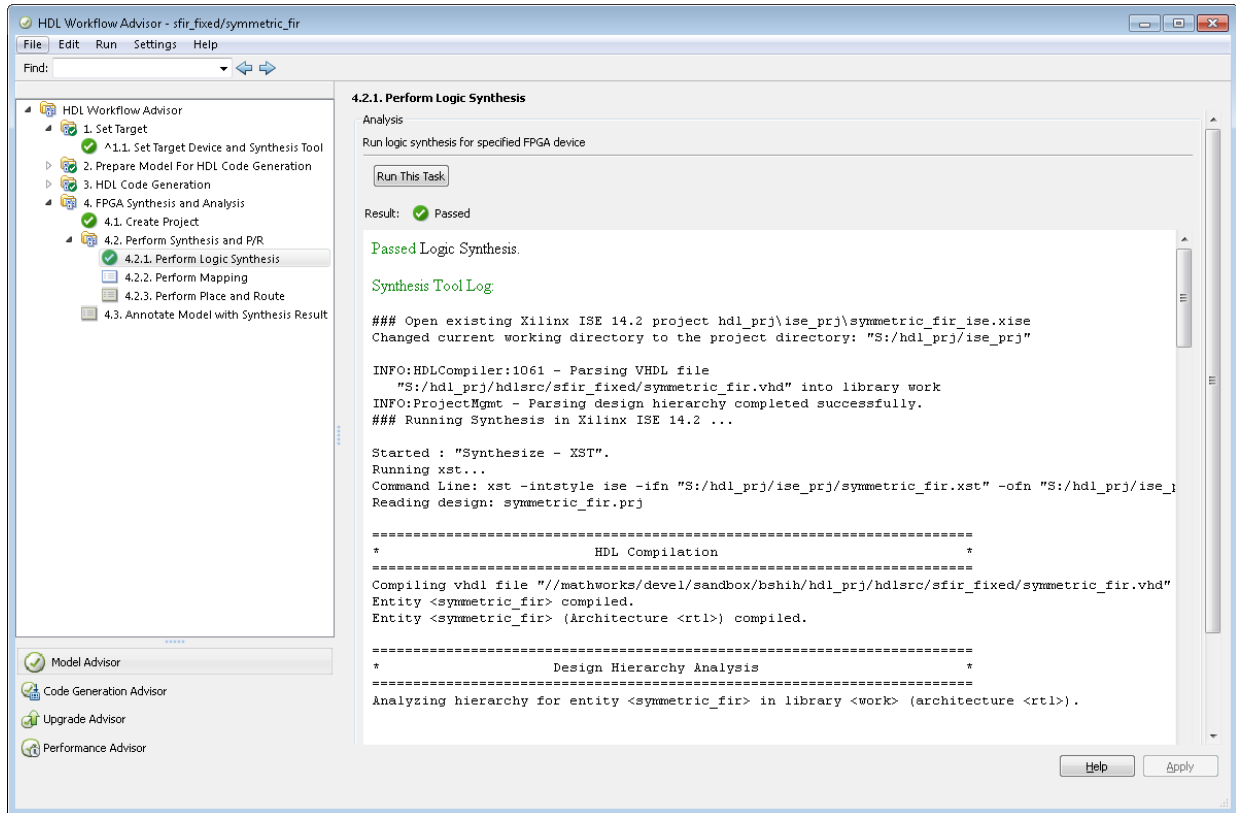 HDL Workflow Advisor - sfir_fixed/symmetric_fir
File Edit Run Settings Help
Find:
HDL Workflow Advisor
1. Set Target
^1.1. Set Target Device and Synthesis Tool
2. Prepare Model For HDL Code Generation
3. HDL Code Generation
4. FPGA Synthesis and Analysis
4.1. Create Project
4.2. Perform Synthesis and P/R
4.2.1. Perform Logic Synthesis
4.2.2. Perform Mapping
4.2.3. Perform Place and Route
4.3. Annotate Model with Synthesis Result
Model Advisor
Code Generation Advisor
Upgrade Advisor
Performance Advisor
4.2.1. Perform Logic Synthesis
Analysis
Run logic synthesis for specified FPGA device
Run This Task
Result: Passed
Passed Logic Synthesis.
Synthesis Tool Log:
### Open existing Xilinx ISE 14.2 project hdl_prj\ise_prj\symmetric_fir_ise.xise
Changed current working directory to the project directory: "S:/hdl_prj/ise_prj"
INFO:HDLCompiler:1061 - Parsing VHDL file
"S:/hdl_prj/hdlsrc/sfir_fixed/symmetric_fir.vhd" into library work
INFO:ProjectMgmt - Parsing design hierarchy completed successfully.
### Running Synthesis in Xilinx ISE 14.2 ...
Started : "Synthesize - XST".
Running xst...
Command Line: xst -intstyle ise -ifn "S:/hdl_prj/ise_prj/symmetric_fir.xst" -ofn "S:/hdl_prj/ise_p
Reading design: symmetric_fir.prj
=========================================================================
* HDL Compilation *
=========================================================================
Compiling vhdl file "//mathworks/devel/sandbox/bshih/hdl_prj/hdlsrc/sfir_fixed/symmetric_fir.vhd"
Entity <symmetric_fir> compiled.
Entity <symmetric_fir> (Architecture <rtl>) compiled.
=========================================================================
* Design Hierarchy Analysis *
=========================================================================
Analyzing hierarchy for entity <symmetric_fir> in library <work> (architecture <rtl>).
Help Apply